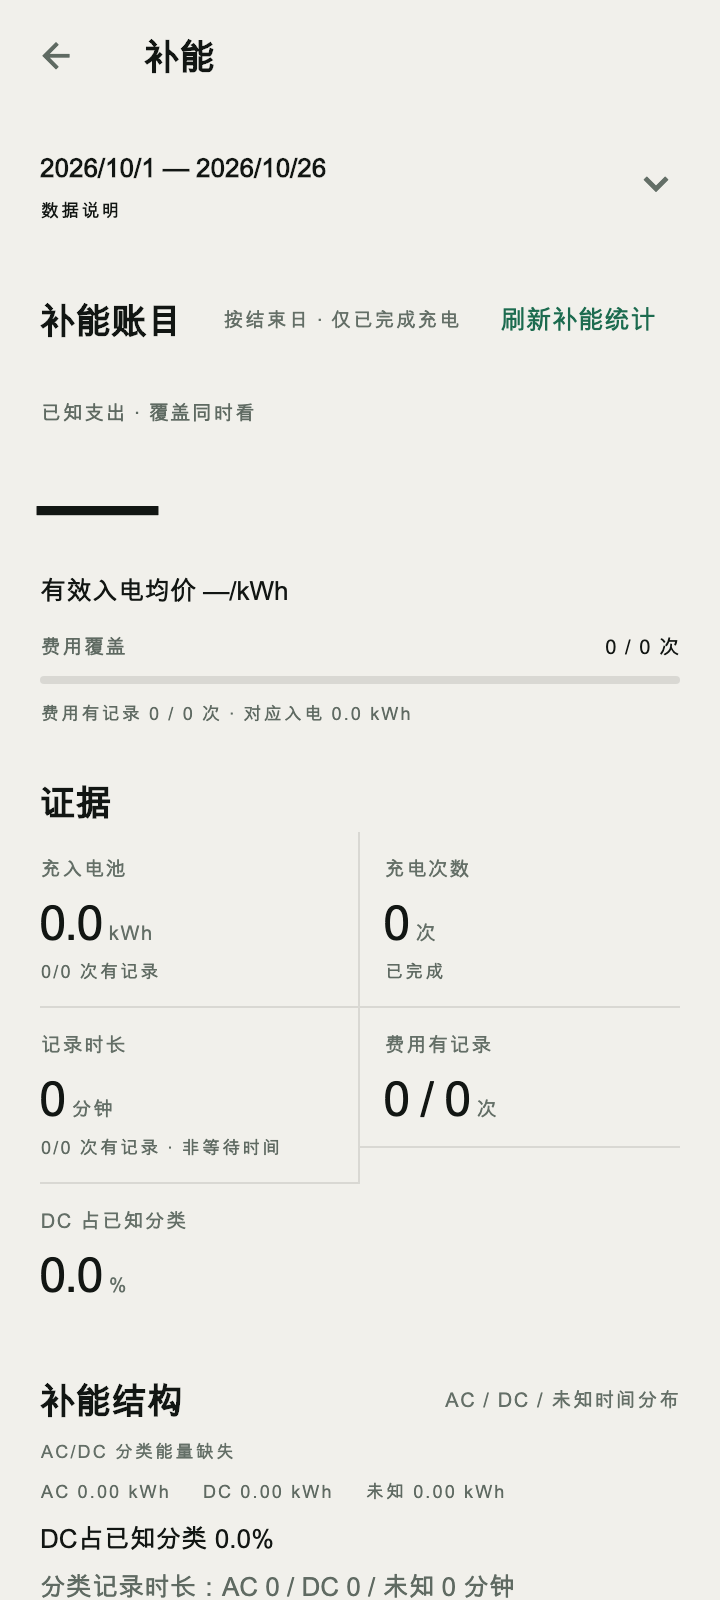 补能
2026/10/1 — 2026/10/26
数据说明
补能账目 按结束日 · 仅已完成充电 刷新补能统计
已知支出 · 覆盖同时看
—
有效入电均价 —/kWh
费用覆盖 0 / 0 次
费用有记录 0 / 0 次 · 对应入电 0.0 kWh
证据
充入电池 充电次数
0.0 kWh 0 次
0/0 次有记录 已完成
记录时长 费用有记录
0 分钟 0 / 0 次
0/0 次有记录 · 非等待时间
DC 占已知分类
0.0 %
补能结构 AC / DC / 未知时间分布
AC/DC 分类能量缺失
AC 0.00 kWh DC 0.00 kWh 未知 0.00 kWh
DC占已知分类 0.0%
分类记录时长：AC 0 / DC 0 / 未知 0 分钟